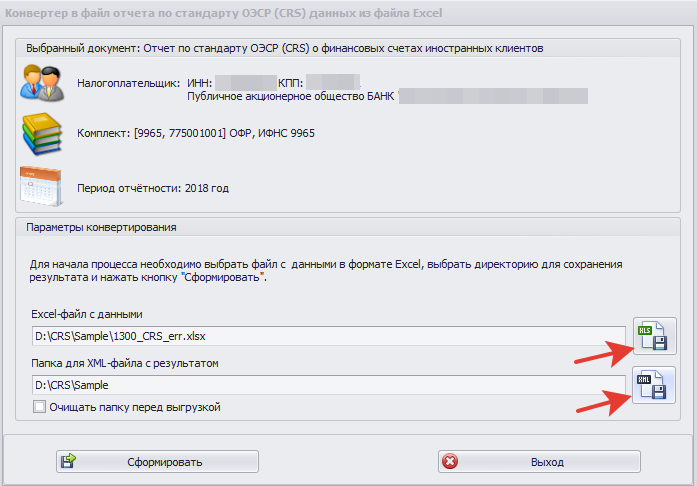 Конвертер в файл отчета по стандарту ОЭСР (CRS) данных из файла Excel
Выбранный документ: Отчет по стандарту ОЭСР (CRS) о финансовых счетах иностранных клиентов
Налогоплательщик: ИНН: КПП:
Публичное акционерное общество БАНК "
Комплект: [9965, 775001001] ОФР, ИФНС 9965
Период отчётности: 2018 год
Параметры конвертирования
Для начала процесса необходимо выбрать файл с данными в формате Excel, выбрать директорию для сохранения
результата и нажать кнопку "Сформировать".
Excel-файл с данными
D:\CRS\Sample\1300_CRS_err.xlsx
XLS
Папка для XML-файла с результатом
D:\CRS\Sample
XML
Очищать папку перед выгрузкой
Сформировать
Выход